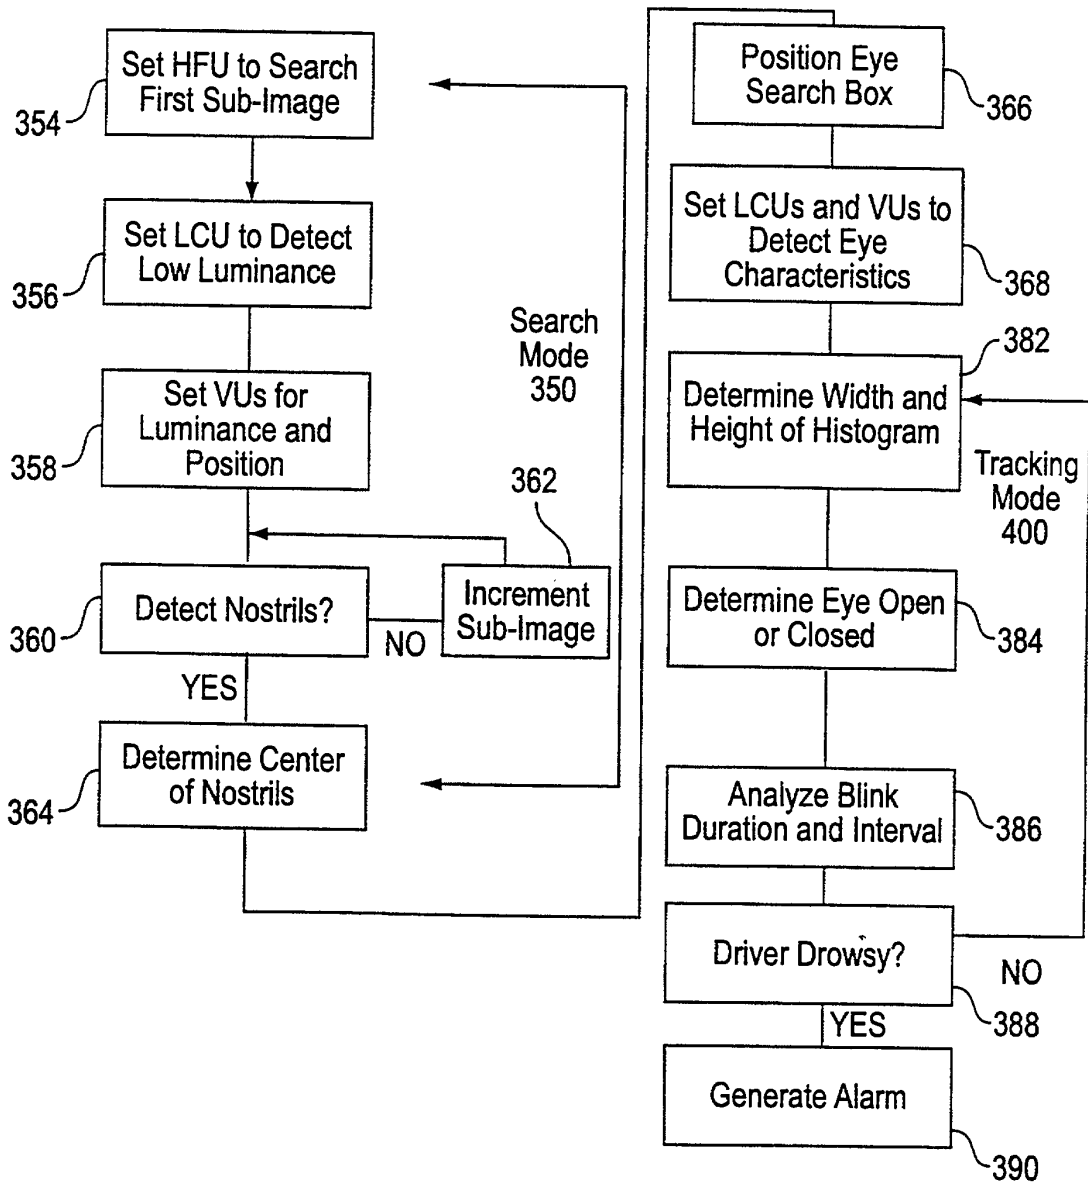 Set HFU to Search
First Sub-Image
354
Set LCU to Detect
Low Luminance
356
Set VUs for
Luminance and
Position
358
Search
Mode
350
362
Increment
Sub-Image
Detect Nostrils?
360
NO
YES
Determine Center
of Nostrils
364
Position Eye
Search Box
366
Set LCUs and VUs to
Detect Eye
Characteristics
368
382
Determine Width and
Height of Histogram
Tracking
Mode
400
Determine Eye Open
or Closed
384
Analyze Blink
Duration and Interval
386
Driver Drowsy?
NO
388
YES
Generate Alarm
390